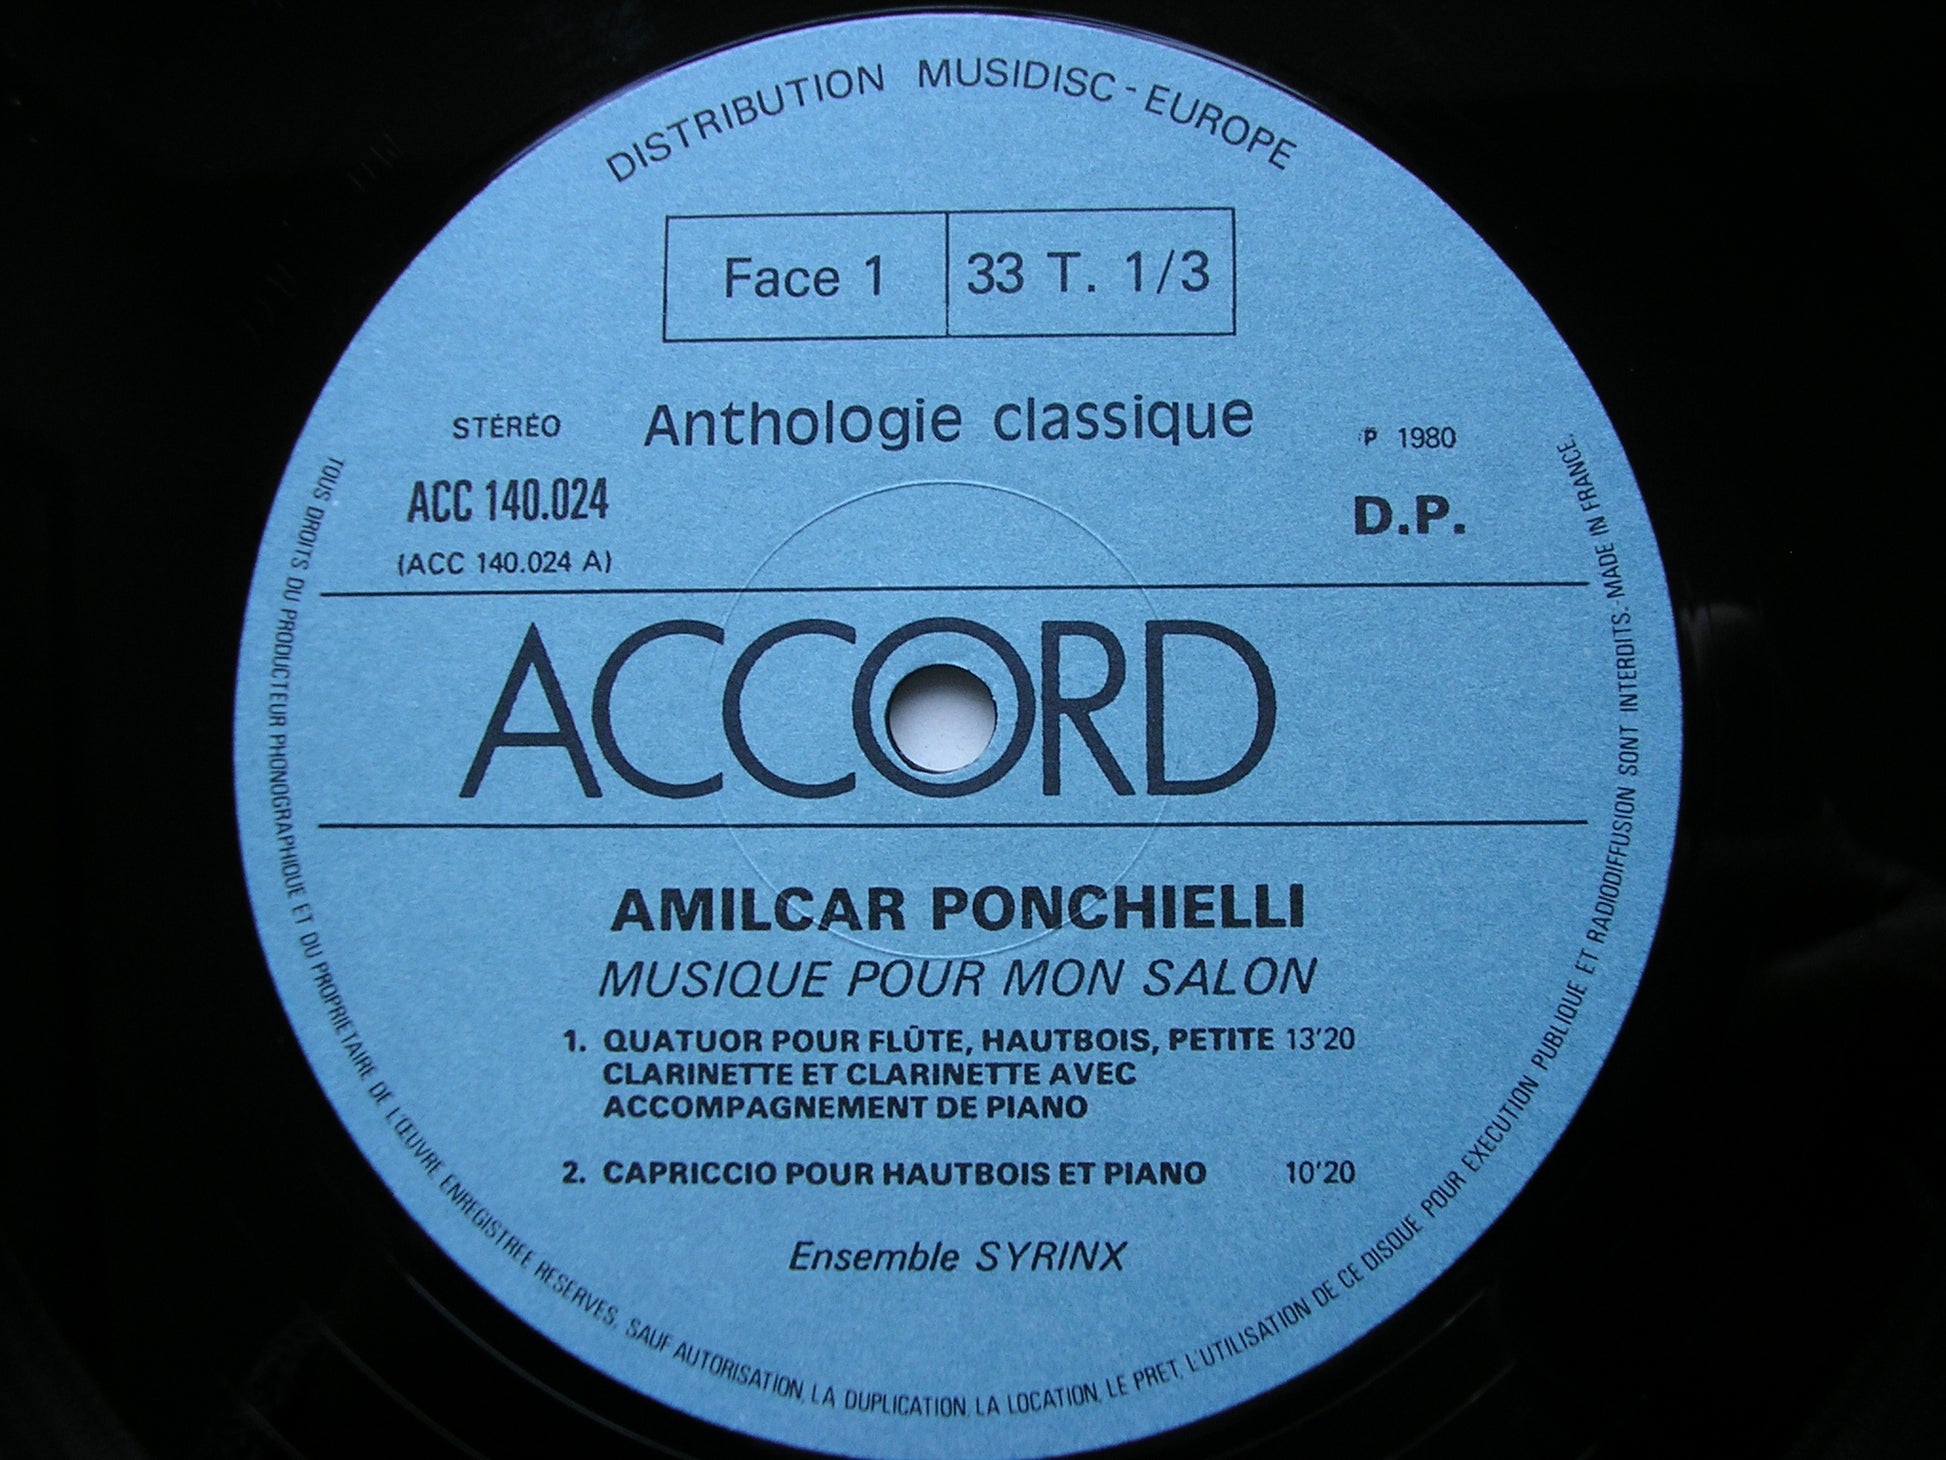 DISTRIBUTION MUSIDISC - EUROPE
Face 1 33 T. 1/3
STÉRÉO Anthologie classique P 1980
ACC 140.024 D.P.
(ACC 140.024 A)
ACCORD
AMILCAR PONCHIELLI
MUSIQUE POUR MON SALON
1. QUATUOR POUR FLÛTE, HAUTBOIS, PETITE 13'20
CLARINETTE ET CLARINETTE AVEC
ACCOMPAGNEMENT DE PIANO
2. CAPRICCIO POUR HAUTBOIS ET PIANO 10'20
Ensemble SYRINX
TOUS DROITS DU PRODUCTEUR PHONOGRAPHIQUE ET DU PROPRIETAIRE DE L'ŒUVRE ENREGISTREE RESERVES, SAUF AUTORISATION, LA DUPLICATION, LA LOCATION, LE PRET, L'UTILISATION DE CE DISQUE POUR EXECUTION PUBLIQUE ET RADIODIFFUSION SONT INTERDITS.-MADE IN FRANCE.